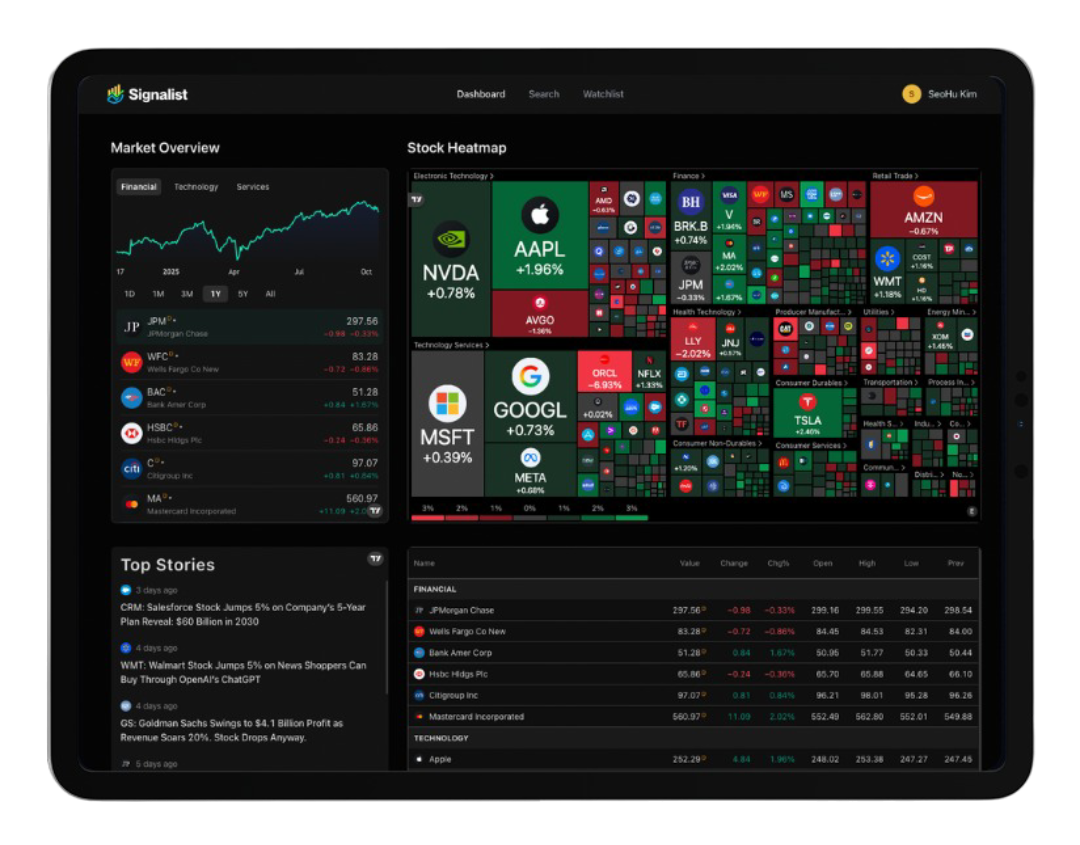 Signalist
Dashboard
Search
Watchlist
S
SeoHu Kim
Market Overview
Financial
Technology
Services
17
2025
Apr
Jul
Oct
1D
1M
3M
1Y
5Y
All
JP
JPM
297.56
JPMorgan Chase
−0.98 −0.33%
WF
WFC
83.28
Wells Fargo Co New
−0.72 −0.86%
BAC
51.28
Bank Amer Corp
+0.84 +1.67%
HSBC
65.86
Hsbc Hldgs Plc
−0.24 −0.36%
citi
C
97.07
Citigroup Inc
+0.81 +0.84%
MA
560.97
Mastercard Incorporated
+11.09
Stock Heatmap
Electronic Technology >
NVDA
+0.78%
AAPL
+1.96%
AVGO
−1.36%
AMD
−0.63%
Technology Services >
MSFT
+0.39%
GOOGL
+0.73%
META
+0.68%
ORCL
−6.93%
NFLX
+1.33%
+0.02%
Finance >
BH
BRK.B
+0.74%
JPM
−0.33%
VISA
V
+1.94%
MA
+2.02%
+1.67%
WF
MS
Retail Trade >
AMZN
−0.67%
WMT
+1.18%
COST
+1.16%
HD
+1.16%
Health Technology >
LLY
−2.02%
JNJ
+0.57%
Producer Manufact... >
CAT
Utilities >
Energy Min... >
XOM
+1.45%
Consumer Durables >
TSLA
+2.46%
Transportation >
Process In... >
Consumer Non-Durables >
+1.20%
Consumer Services >
Health S... >
Indu... >
Co... >
Commun... >
Distri... >
No... >
3%
2%
1%
0%
1%
2%
3%
Top Stories
3 days ago
CRM: Salesforce Stock Jumps 5% on Company's 5-Year
Plan Reveal: $60 Billion in 2030
4 days ago
WMT: Walmart Stock Jumps 5% on News Shoppers Can
Buy Through OpenAI's ChatGPT
4 days ago
GS: Goldman Sachs Swings to $4.1 Billion Profit as
Revenue Soars 20%. Stock Drops Anyway.
5 days ago
Name Value Change Chg% Open High Low Prev
FINANCIAL
JPMorgan Chase 297.56 −0.98 −0.33% 299.16 299.55 294.20 298.54
Wells Fargo Co New 83.28 −0.72 −0.86% 84.45 84.53 82.31 84.00
Bank Amer Corp 51.28 0.84 1.67% 50.95 51.77 50.33 50.44
Hsbc Hldgs Plc 65.86 −0.24 −0.36% 65.70 65.88 64.65 66.10
Citigroup Inc 97.07 0.81 0.84% 96.21 98.01 95.28 96.26
Mastercard Incorporated 560.97 11.09 2.02% 552.49 562.80 552.01 549.88
TECHNOLOGY
Apple 252.29 4.84 1.96% 248.02 253.38 247.27 247.45